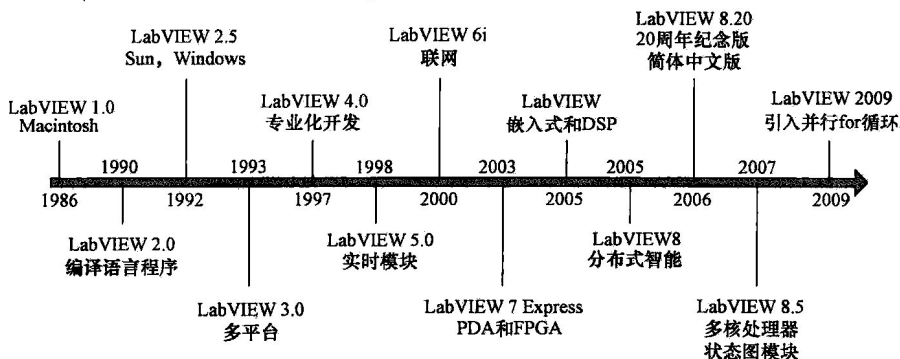 LabVIEW 8.20
20周年纪念版
简体中文版
LabVIEW 2.5
Sun，Windows
LabVIEW 6i
联网
LabVIEW 1.0
Macintosh
LabVIEW 4.0
专业化开发
LabVIEW
嵌入式和DSP
LabVIEW 2009
引入并行for循环
1990
1993
1998
2003
2005
2007
1986
1992
1997
2000
2005
2006
2009
LabVIEW 2.0
编译语言程序
LabVIEW 5.0
实时模块
LabVIEW8
分布式智能
LabVIEW 3.0
多平台
LabVIEW 7 Express
PDA和FPGA
LabVIEW 8.5
多核处理器
状态图模块